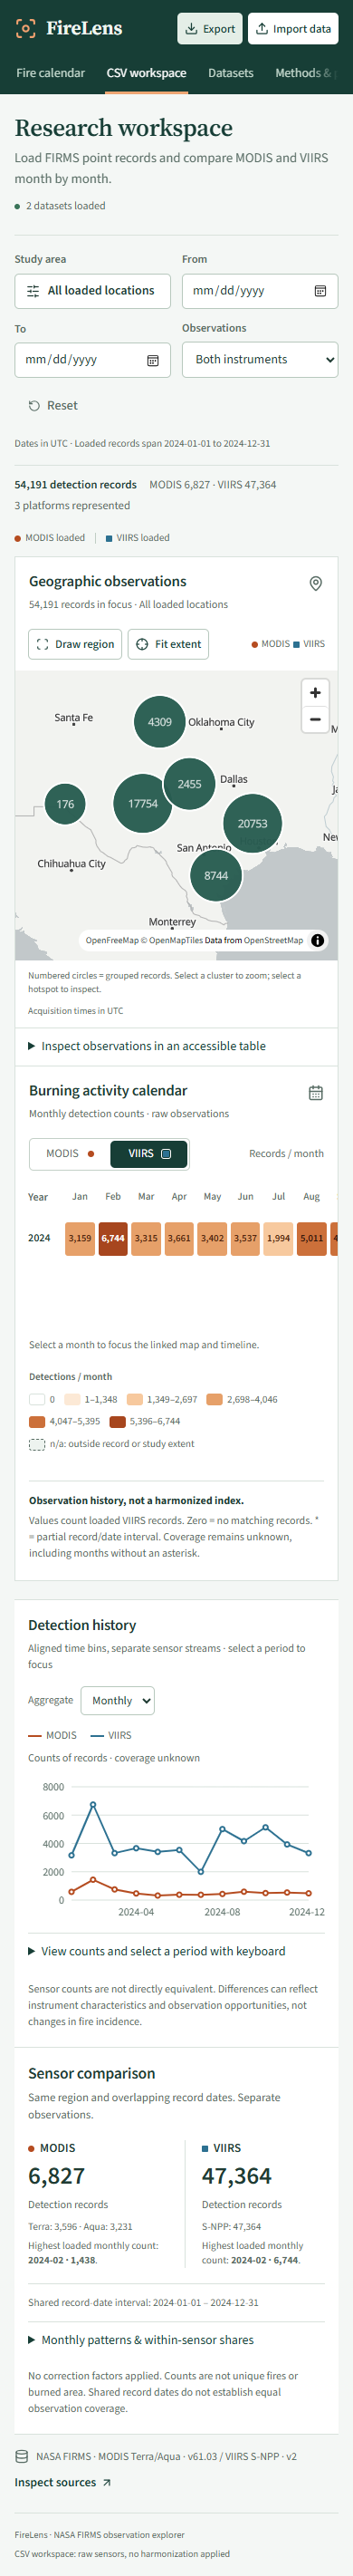 FireLens
Export
Import data
Fire calendar CSV workspace Datasets Methods &
Research workspace
Load FIRMS point records and compare MODIS and VIIRS
month by month.
2 datasets loaded
Study area From
All loaded locations mm/dd/yyyy
To Observations
mm/dd/yyyy Both instruments
Reset
Dates in UTC · Loaded records span 2024-01-01 to 2024-12-31
54,191 detection records MODIS 6,827 · VIIRS 47,364
3 platforms represented
MODIS loaded VIIRS loaded
Geographic observations
54,191 records in focus · All loaded locations
Draw region Fit extent MODIS VIIRS
+
−
Santa Fe
4309
Oklahoma City
2455
Dallas
176
17754
20753
San Antonio
Chihuahua City
8744
Monterrey
OpenFreeMap © OpenMapTiles Data from OpenStreetMap
Numbered circles = grouped records. Select a cluster to zoom; select a
hotspot to inspect.
Acquisition times in UTC
Inspect observations in an accessible table
Burning activity calendar
Monthly detection counts · raw observations
MODIS VIIRS Records / month
Year Jan Feb Mar Apr May Jun Jul Aug
2024 3,159 6,744 3,315 3,661 3,402 3,537 1,994 5,011 4
Select a month to focus the linked map and timeline.
Detections / month
0 1–1,348 1,349–2,697 2,698–4,046
4,047–5,395 5,396–6,744
n/a: outside record or study extent
Observation history, not a harmonized index.
Values count loaded VIIRS records. Zero = no matching records. *
= partial record/date interval. Coverage remains unknown,
including months without an asterisk.
Detection history
Aligned time bins, separate sensor streams · select a period to
focus
Aggregate Monthly
MODIS VIIRS
Counts of records · coverage unknown
8000
6000
4000
2000
0
2024-04 2024-08 2024-12
View counts and select a period with keyboard
Sensor counts are not directly equivalent. Differences can reflect
instrument characteristics and observation opportunities, not
changes in fire incidence.
Sensor comparison
Same region and overlapping record dates. Separate
observations.
MODIS
6,827
Detection records
Terra: 3,596 · Aqua: 3,231
Highest loaded monthly count:
2024-02 · 1,438.
VIIRS
47,364
Detection records
S-NPP: 47,364
Highest loaded monthly
count: 2024-02 · 6,744.
Shared record-date interval: 2024-01-01 – 2024-12-31
Monthly patterns & within-sensor shares
No correction factors applied. Counts are not unique fires or
burned area. Shared record dates do not establish equal
observation coverage.
NASA FIRMS · MODIS Terra/Aqua · v61.03 / VIIRS S-NPP · v2
Inspect sources
FireLens · NASA FIRMS observation explorer
CSV workspace: raw sensors, no harmonization applied